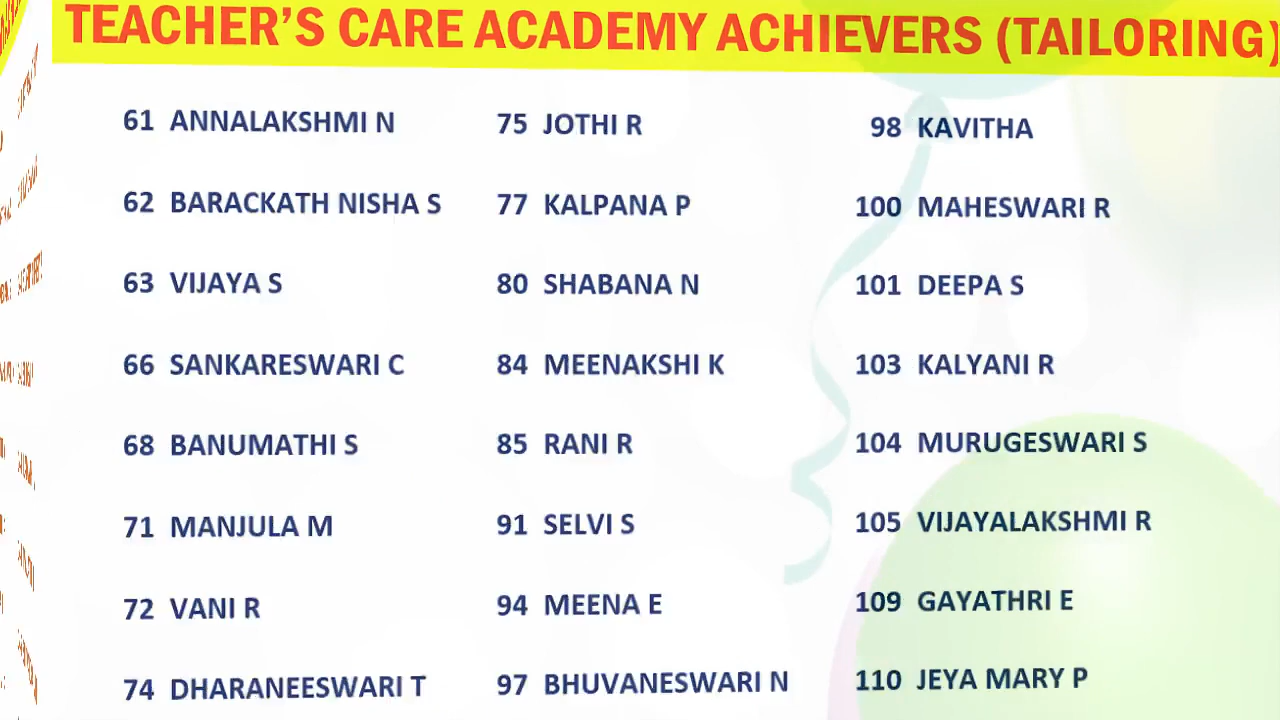 TEACHER'S CARE ACADEMY ACHIEVERS (TAILORING)
61 ANNALAKSHMI N
62 BARACKATH NISHA S
63 VIJAYA S
66 SANKARESWARI C
68 BANUMATHI S
71 MANJULA M
72 VANI R
74 DHARANEESWARI T
75 JOTHI R
77 KALPANA P
80 SHABANA N
84 MEENAKSHI K
85 RANI R
91 SELVI S
94 MEENA E
97 BHUVANESWARI N
98 KAVITHA
100 MAHESWARI R
101 DEEPA S
103 KALYANI R
104 MURUGESWARI S
105 VIJAYALAKSHMI R
109 GAYATHRI E
110 JEYA MARY P